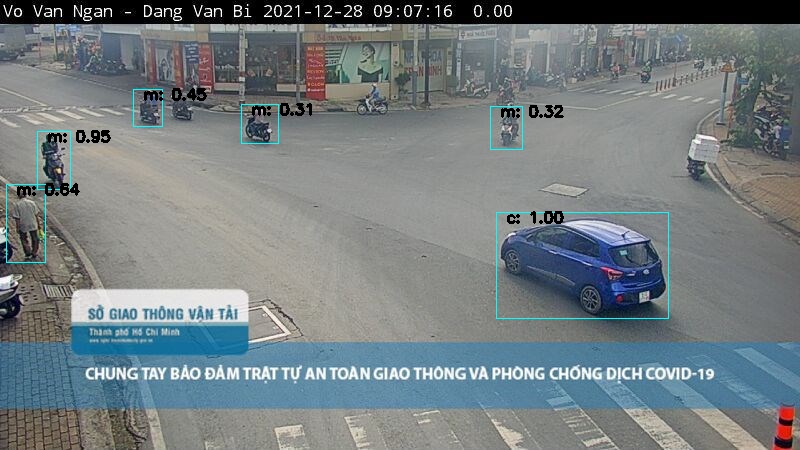 Vo Van Ngan - Dang Van Bi 2021-12-28 09:07:16 0.00
m: 0.45
m: 0.31
m: 0.32
m: 0.95
m: 0.64
c: 1.00
SỞ GIAO THÔNG VẬN TẢI
Thành phố Hồ Chí Minh
CHUNG TAY BẢO ĐẢM TRẬT TỰ AN TOÀN GIAO THÔNG VÀ PHÒNG CHỐNG DỊCH COVID-19